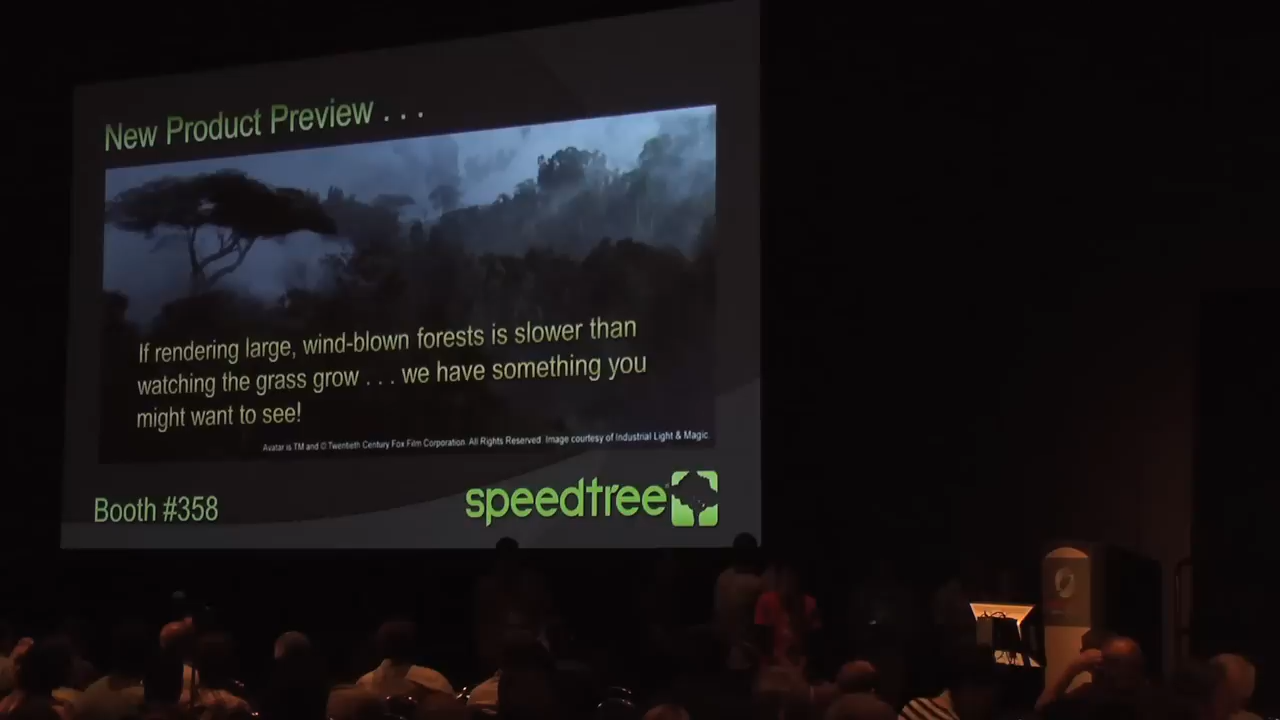 New Product Preview . . .
If rendering large, wind-blown forests is slower than
watching the grass grow . . . we have something you
might want to see!
Avatar is TM and © Twentieth Century Fox Film Corporation. All Rights Reserved. Image courtesy of Industrial Light & Magic.
Booth #358
speedtree